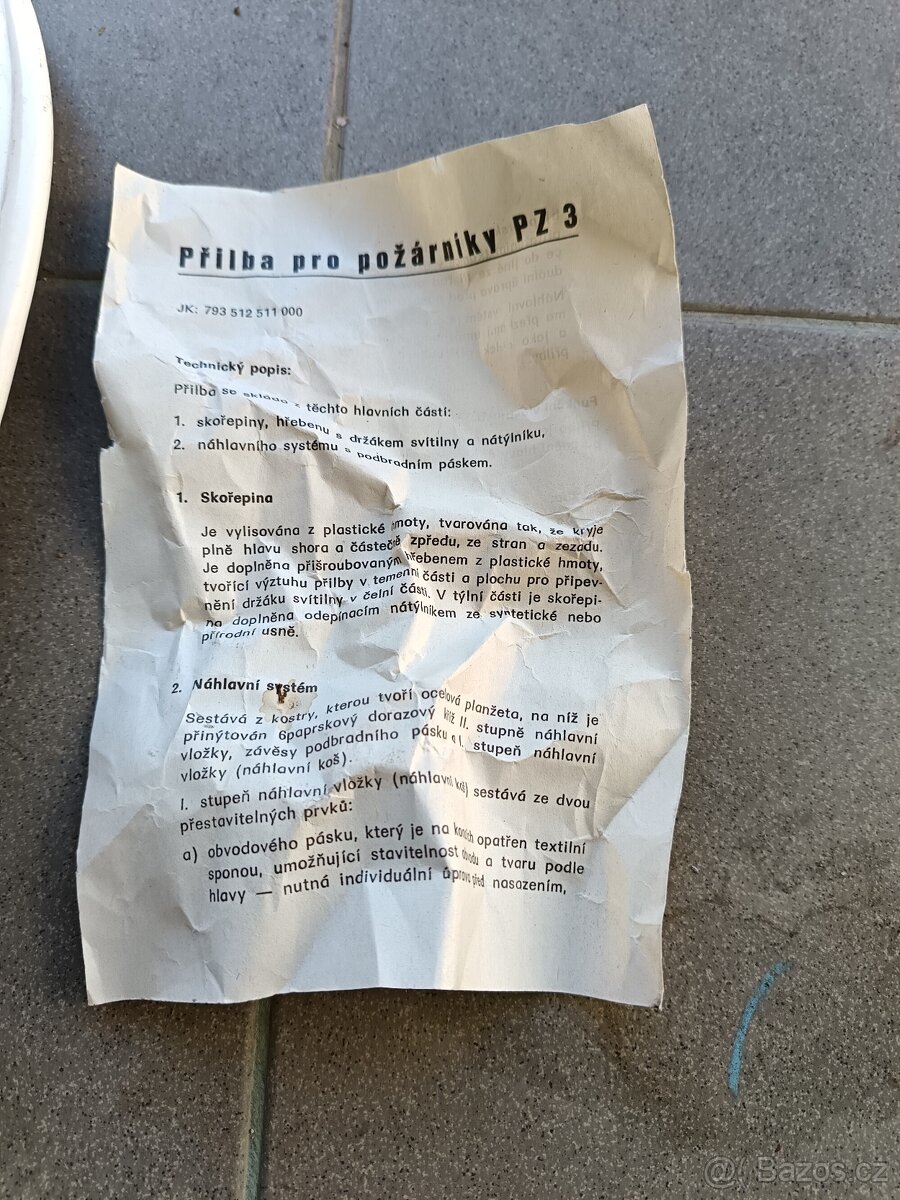 Přilba pro požárníky PZ 3
JK: 793 512 511 000
Technický popis:
Přilba se skládá z těchto hlavních částí:
1. skořepiny, hřebenu s držákem svítilny a nátýlníku,
2. náhlavního systému s podbradním páskem.
1. Skořepina
Je vylisována z plastické hmoty, tvarována tak, že kryje
plně hlavu shora a částečně zpředu, ze stran a zezadu.
Je doplněna přišroubovaným hřebenem z plastické hmoty,
tvořící výztuhu přilby v temenní části a plochu pro připev-
nění držáku svítilny v čelní části. V týlní části je skořepi-
na doplněna odepínacím nátýlníkem ze syntetické nebo
přírodní usně.
2. Náhlavní systém
Sestává z kostry, kterou tvoří ocelová planžeta, na níž je
přinýtován 6paprskový dorazový kříž II. stupně náhlavní
vložky, závěsy podbradního pásku a I. stupeň náhlavní
vložky (náhlavní koš).
I. stupeň náhlavní vložky (náhlavní koš) sestává ze dvou
přestavitelných prvků:
a) obvodového pásku, který je na koncích opatřen textilní
sponou, umožňující stavitelnost obvodu a tvaru podle
hlavy — nutná individuální úprava před nasazením,
@ Bazos.cz